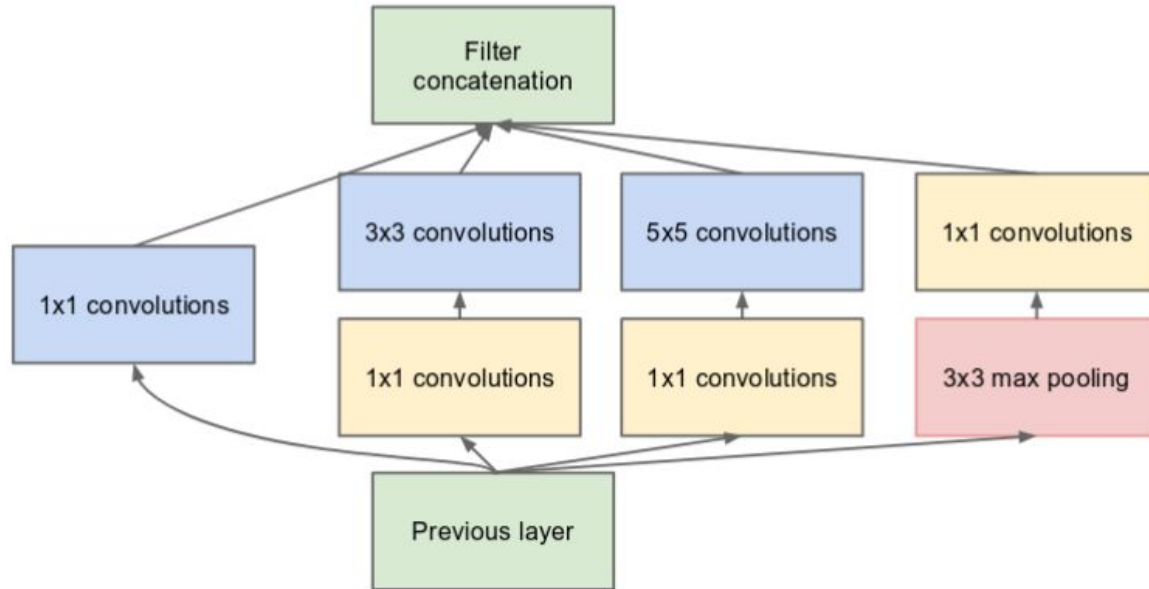 Filter
concatenation
3x3 convolutions
5x5 convolutions
1x1 convolutions
1x1 convolutions
1x1 convolutions
1x1 convolutions
3x3 max pooling
Previous layer